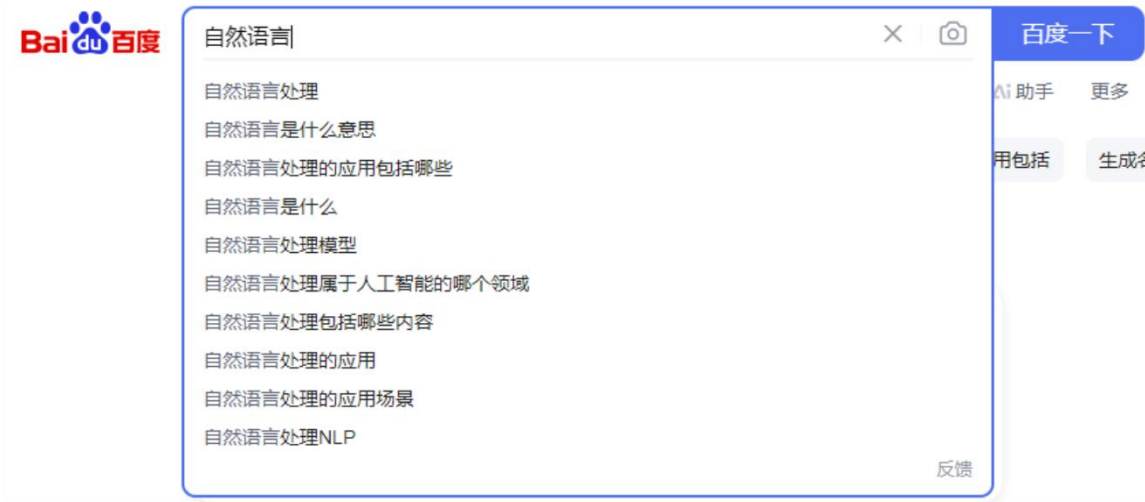 Bai du 百度
自然语言
百度一下
自然语言处理
Ai 助手 更多
自然语言是什么意思
自然语言处理的应用包括哪些
用包括 生成
自然语言是什么
自然语言处理模型
自然语言处理属于人工智能的哪个领域
自然语言处理包括哪些内容
自然语言处理的应用
自然语言处理的应用场景
自然语言处理NLP
反馈